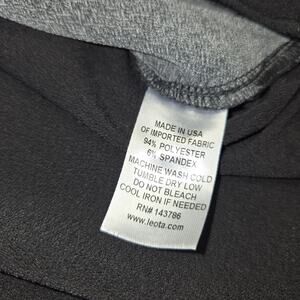 MADE IN USA
OF IMPORTED FABRIC
94% POLYESTER
6% SPANDEX
MACHINE WASH COLD
TUMBLE DRY LOW
DO NOT BLEACH
COOL IRON IF NEEDED
RN# 143786
www.leota.com